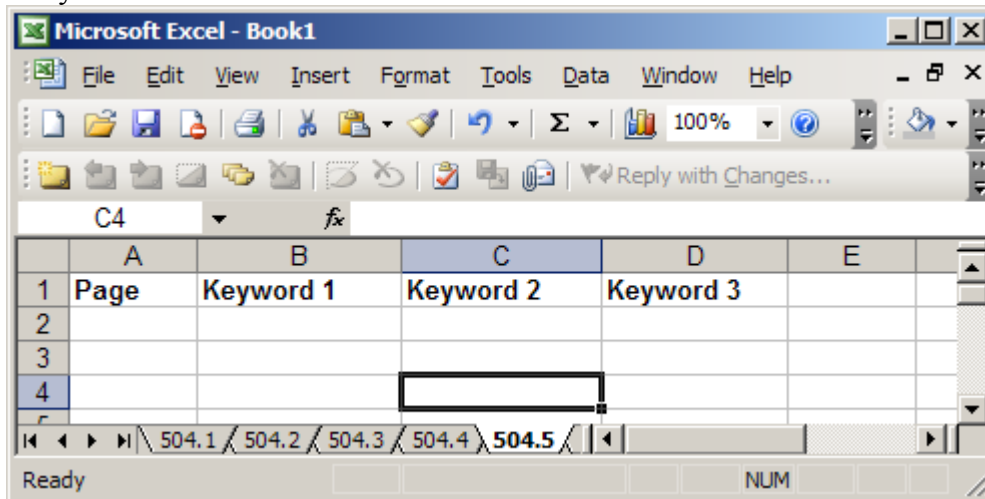 Microsoft Excel - Book1
File Edit View Insert Format Tools Data Window Help
Σ 100% ?
Reply with Changes...
C4 fx
A B C D E
1 Page Keyword 1 Keyword 2 Keyword 3
2
3
4
504.1 504.2 504.3 504.4 504.5
Ready NUM